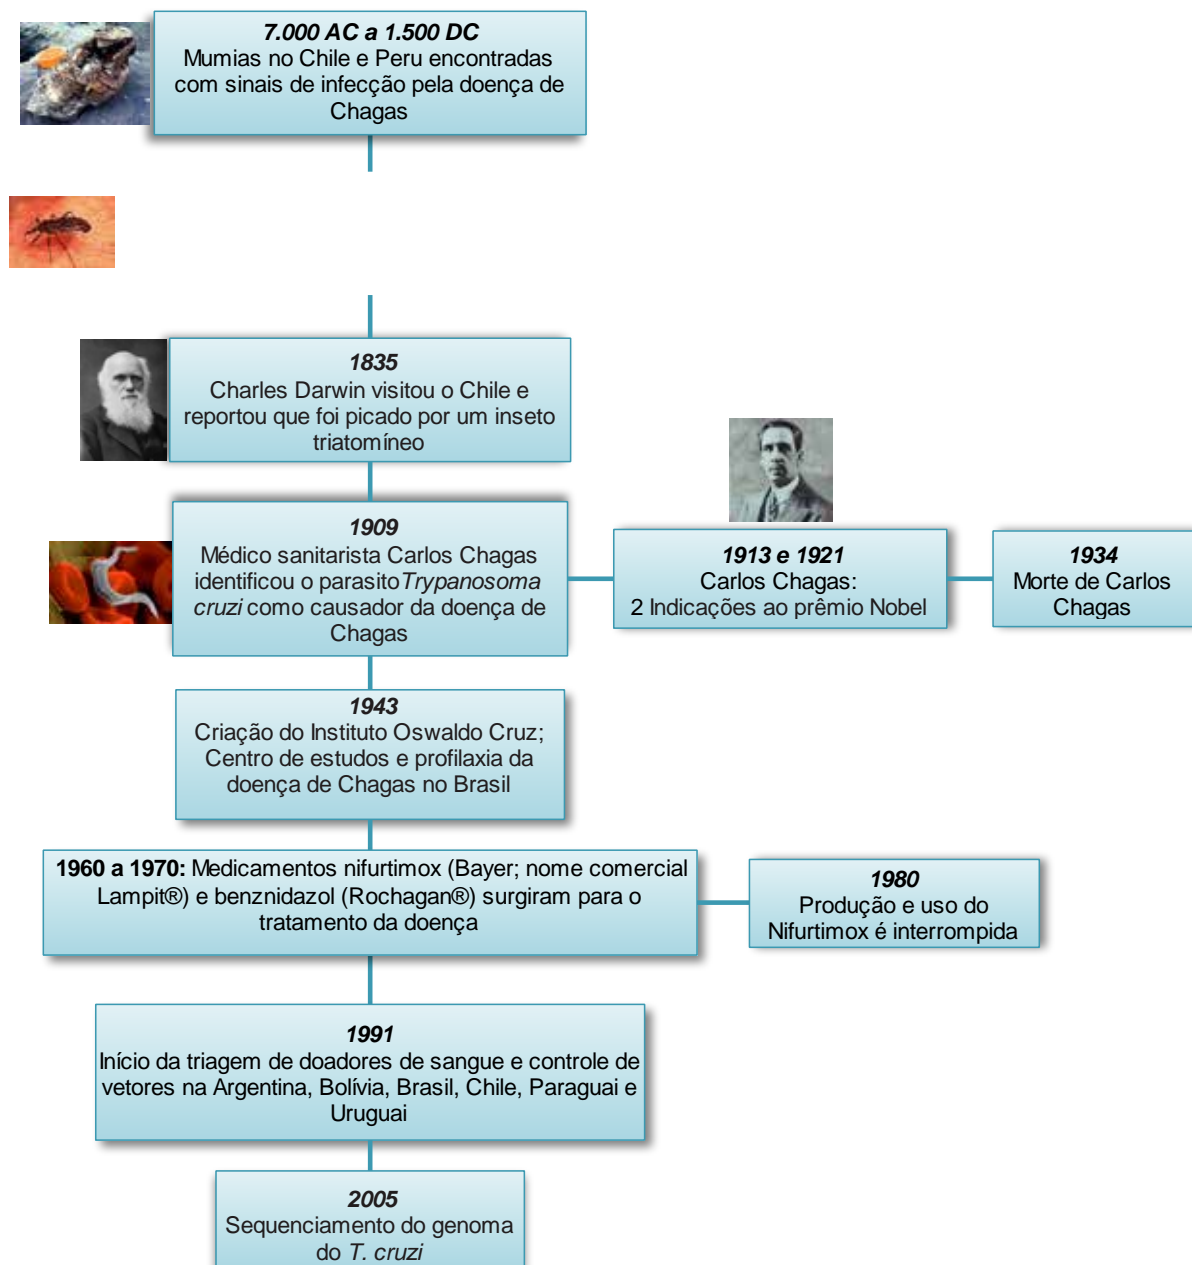 7.000 AC a 1.500 DC
Mumias no Chile e Peru encontradas
com sinais de infecção pela doença de
Chagas
1835
Charles Darwin visitou o Chile e
reportou que foi picado por um inseto
triatomíneo
1909
Médico sanitarista Carlos Chagas
identificou o parasito Trypanosoma
cruzi como causador da doença de
Chagas
1913 e 1921
Carlos Chagas:
2 Indicações ao prêmio Nobel
1934
Morte de Carlos
Chagas
1943
Criação do Instituto Oswaldo Cruz;
Centro de estudos e profilaxia da
doença de Chagas no Brasil
1960 a 1970: Medicamentos nifurtimox (Bayer; nome comercial
Lampit®) e benznidazol (Rochagan®) surgiram para o
tratamento da doença
1980
Produção e uso do
Nifurtimox é interrompida
1991
Início da triagem de doadores de sangue e controle de
vetores na Argentina, Bolívia, Brasil, Chile, Paraguai e
Uruguai
2005
Sequenciamento do genoma
do T. cruzi